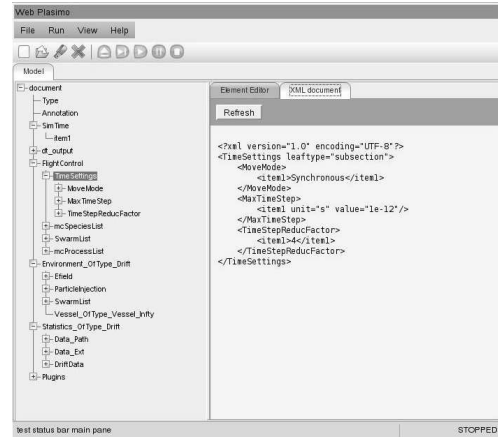 Web Plasimo
File Run View Help
Model
document
Type
Annotation
SimTime
item1
dt_output
FlightControl
TimeSettings
MoveMode
MaxTimeStep
TimeStepReducFactor
mcSpeciesList
SwarmList
mcProcessList
Environment_OfType_Drift
Efield
ParticleInjection
SwarmList
Vessel_OfType_Vessel_Infty
Statistics_OfType_Drift
Data_Path
Data_Ext
DriftData
Plugins
Element Editor XML document
Refresh
<?xml version="1.0" encoding="UTF-8"?>
<TimeSettings leaftype="subsection">
<MoveMode>
<item1>Synchronous</item1>
</MoveMode>
<MaxTimeStep>
<item1 unit="s" value="1e-12"/>
</MaxTimeStep>
<TimeStepReducFactor>
<item1>4</item1>
</TimeStepReducFactor>
</TimeSettings>
test status bar main pane STOPPED